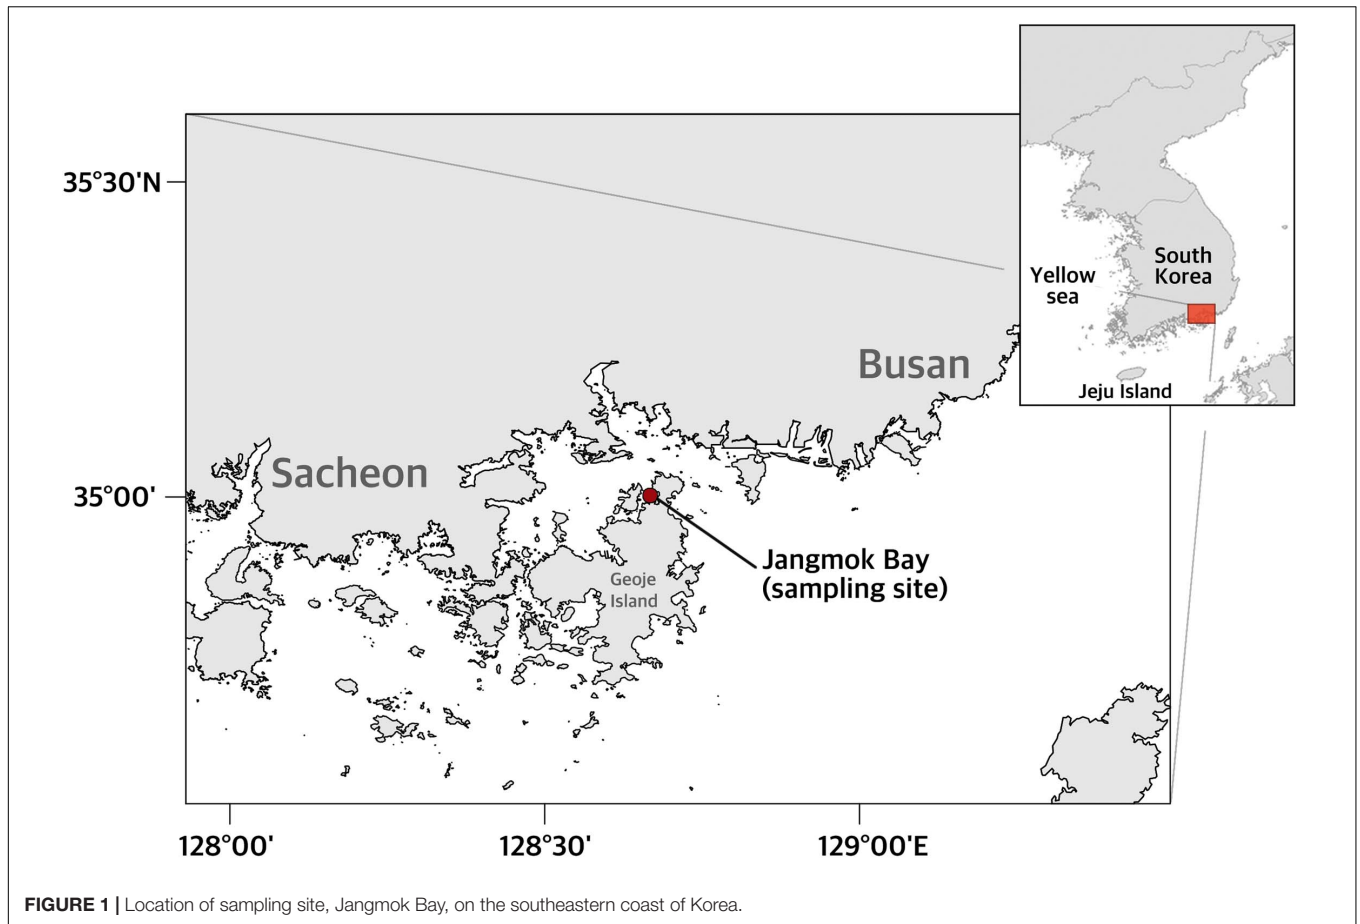 35°30'N
South
Korea
Yellow
sea
Jeju Island
Busan
Sacheon
35°00'
Jangmok Bay
(sampling site)
Geoje
Island
128°00'
128°30'
129°00'E
FIGURE 1 | Location of sampling site, Jangmok Bay, on the southeastern coast of Korea.